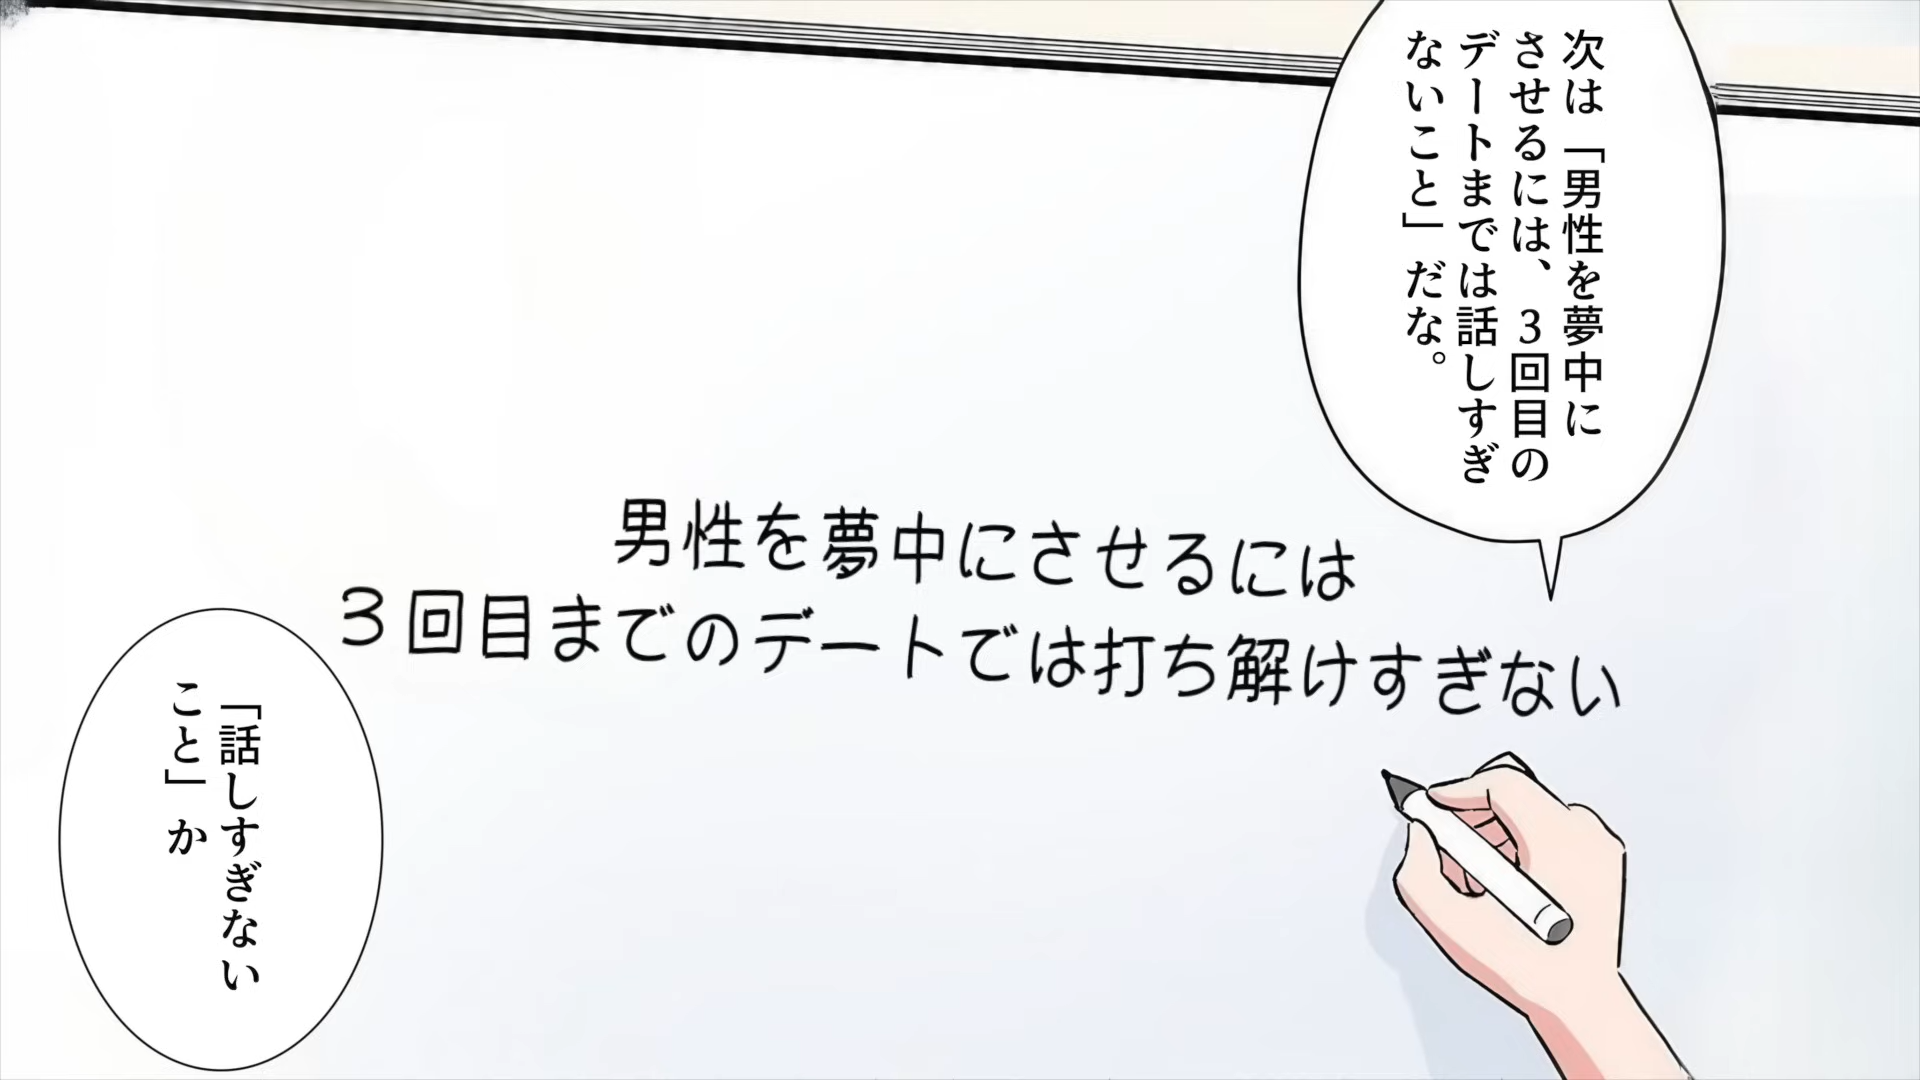 次は「男性を夢中に
させるには、3回目の
デートまでは話しすぎ
ないこと」だな。
男性を夢中にさせるには
3回目までのデートでは打ち解けすぎない
「話しすぎない
こと」か